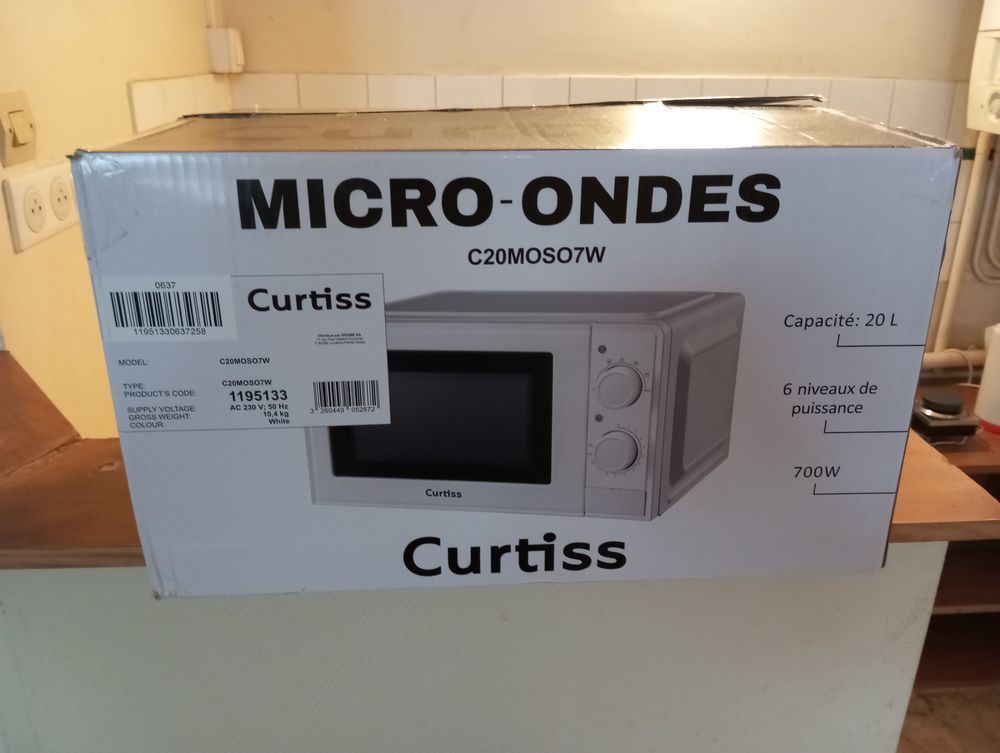 MICRO-ONDES
C20MOSO7W
0637
11951330637258
Curtiss
MODEL: C20MOSO7W
TYPE: C20MOSO7W
PRODUCT'S CODE: 1195133
SUPPLY VOLTAGE: AC 230 V; 50 Hz
GROSS WEIGHT: 10,4 kg
COLOUR: White
3 260449 052672
Capacité: 20 L
6 niveaux de
puissance
700W
Curtiss
Curtiss